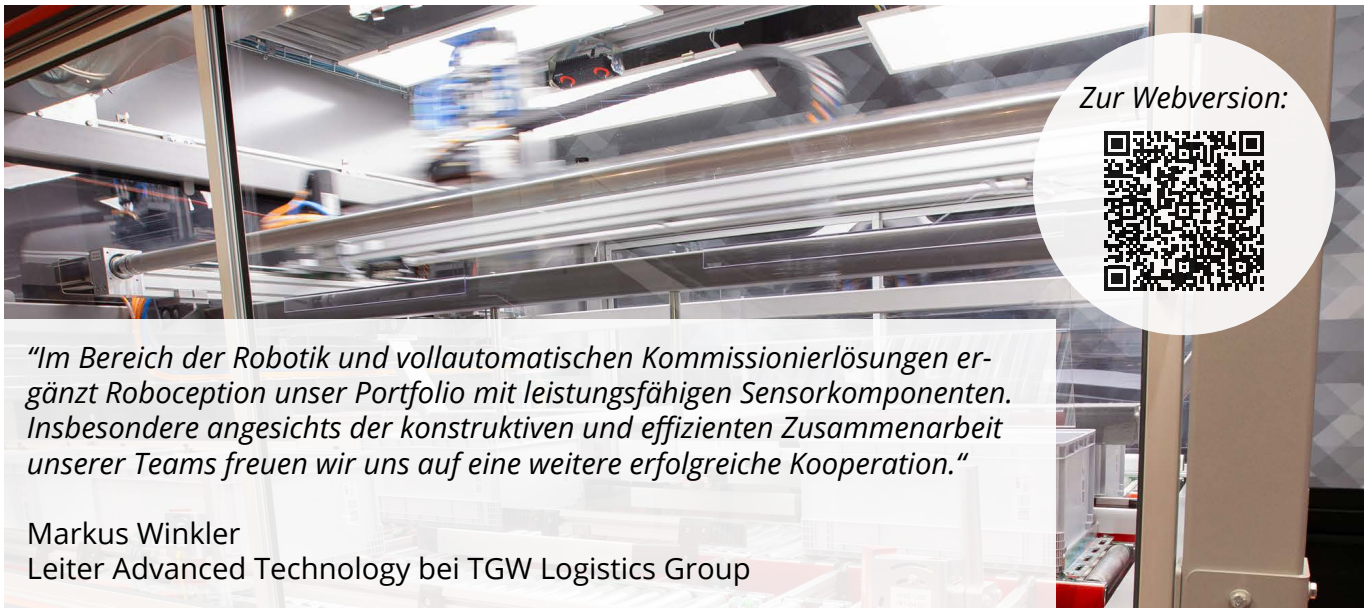 Zur Webversion:
“Im Bereich der Robotik und vollautomatischen Kommissionierlösungen er-
gänzt Roboception unser Portfolio mit leistungsfähigen Sensorkomponenten.
Insbesondere angesichts der konstruktiven und effizienten Zusammenarbeit
unserer Teams freuen wir uns auf eine weitere erfolgreiche Kooperation.“
Markus Winkler
Leiter Advanced Technology bei TGW Logistics Group